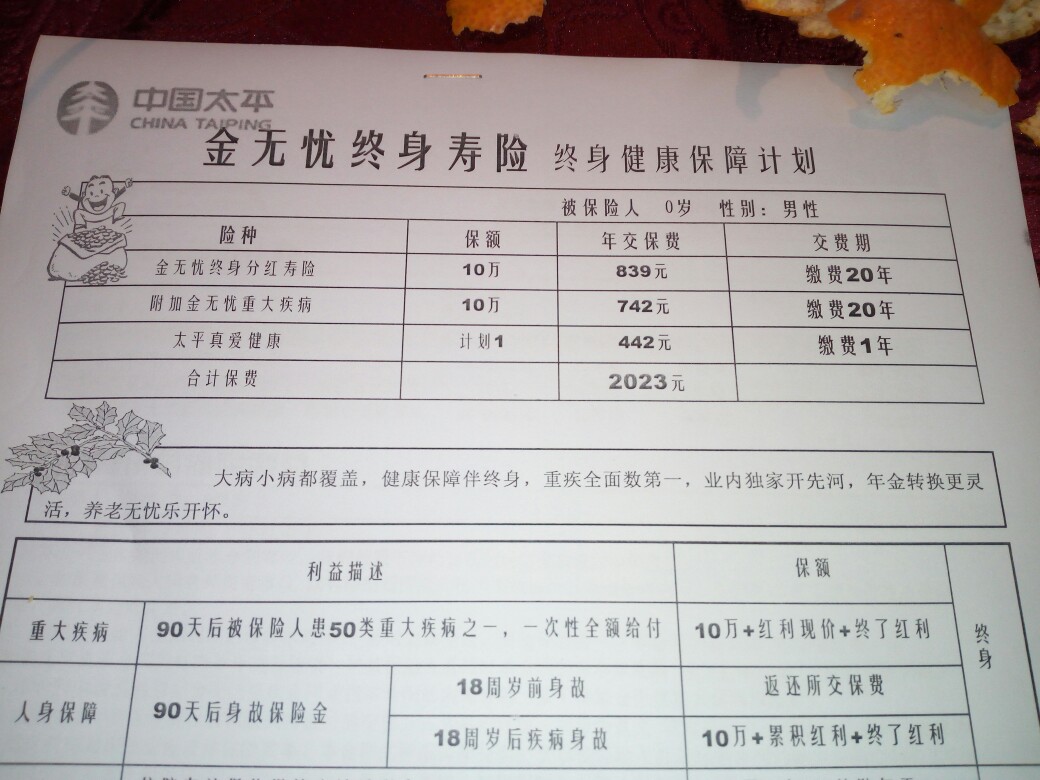 中国太平
CHINA TAIPING
金无忧终身寿险 终身健康保障计划
被保险人 0岁 性别：男性
险种 保额 年交保费 交费期
金无忧终身分红寿险 10万 839元 缴费20年
附加金无忧重大疾病 10万 742元 缴费20年
太平真爱健康 计划1 442元 缴费1年
合计保费 2023元
大病小病都覆盖，健康保障伴终身，重疾全面数第一，业内独家开先河，年金转换更灵
活，养老无忧乐开怀。
利益描述 保额
重大疾病 90天后被保险人患50类重大疾病之一，一次性全额给付 10万+红利现价+终了红利 终身
人身保障 90天后身故保险金 18周岁前身故 返还所交保费
18周岁后疾病身故 10万+累积红利+终了红利